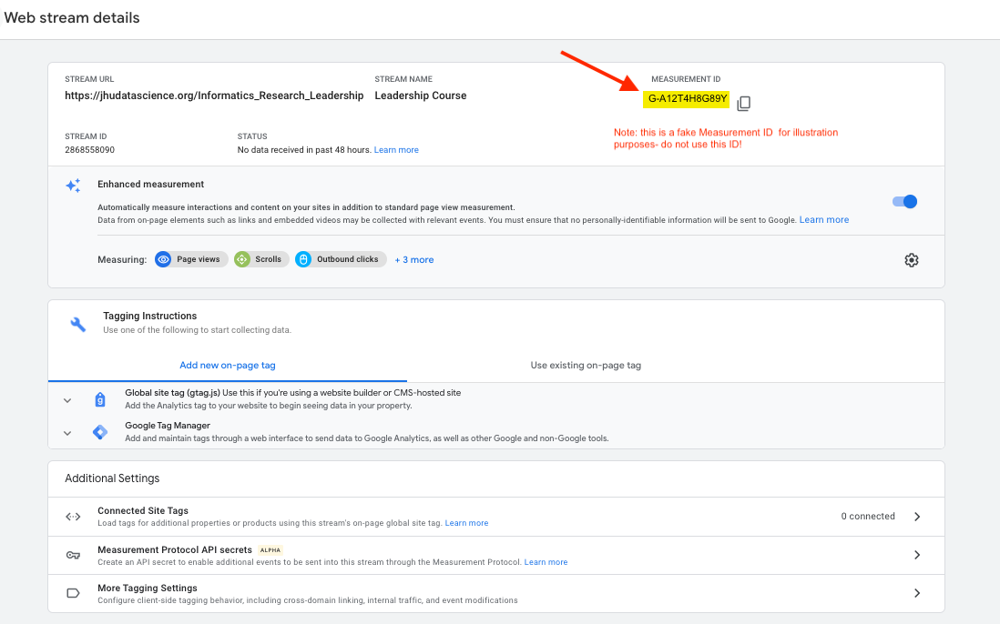 Web stream details
STREAM URL
STREAM NAME
MEASUREMENT ID
https://jhudatascience.org/Informatics_Research_Leadership
Leadership Course
G-A12T4H8G89Y
STREAM ID
STATUS
Note: this is a fake Measurement ID for illustration
purposes- do not use this ID!
2868558090
No data received in past 48 hours. Learn more
Enhanced measurement
Automatically measure interactions and content on your sites in addition to standard page view measurement.
Data from on-page elements such as links and embedded videos may be collected with relevant events. You must ensure that no personally-identifiable information will be sent to Google. Learn more
Measuring: Page views Scrolls Outbound clicks + 3 more
Tagging Instructions
Use one of the following to start collecting data.
Add new on-page tag
Use existing on-page tag
Global site tag (gtag.js) Use this if you're using a website builder or CMS-hosted site
g
Add the Analytics tag to your website to begin seeing data in your property.
Google Tag Manager
Add and maintain tags through a web interface to send data to Google Analytics, as well as other Google and non-Google tools.
Additional Settings
Connected Site Tags
Load tags for additional properties or products using this stream's on-page global site tag. Learn more
0 connected
Measurement Protocol API secrets ALPHA
Create an API secret to enable additional events to be sent into this stream through the Measurement Protocol. Learn more
More Tagging Settings
Configure client-side tagging behavior, including cross-domain linking, internal traffic, and event modifications